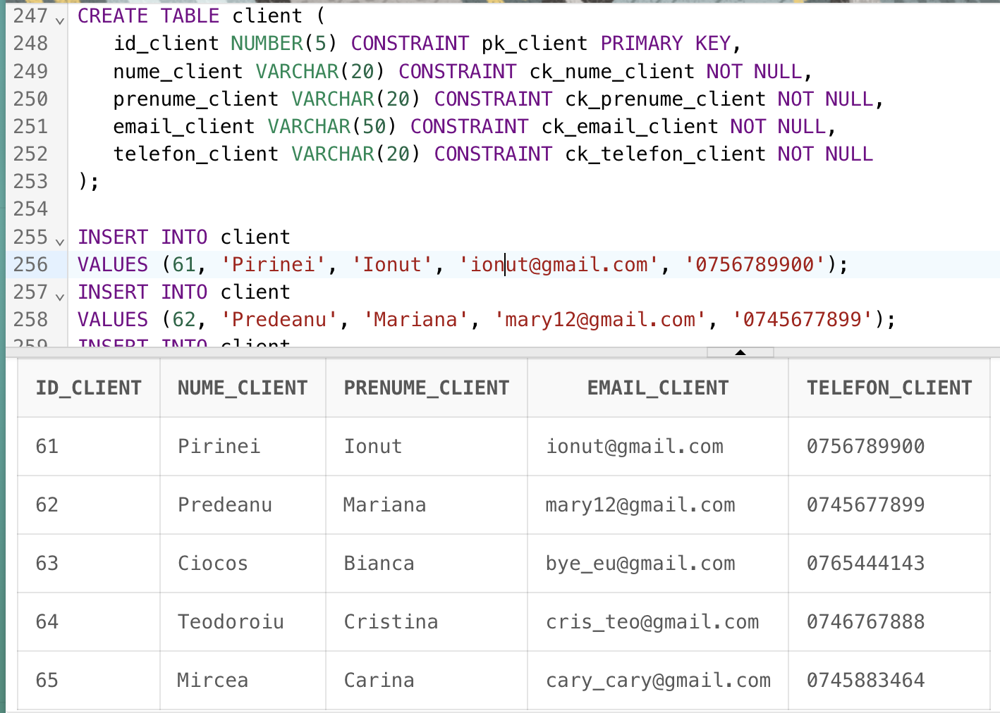 247 CREATE TABLE client (
248 id_client NUMBER(5) CONSTRAINT pk_client PRIMARY KEY,
249 nume_client VARCHAR(20) CONSTRAINT ck_nume_client NOT NULL,
250 prenume_client VARCHAR(20) CONSTRAINT ck_prenume_client NOT NULL,
251 email_client VARCHAR(50) CONSTRAINT ck_email_client NOT NULL,
252 telefon_client VARCHAR(20) CONSTRAINT ck_telefon_client NOT NULL
253 );
254
255 INSERT INTO client
256 VALUES (61, 'Pirinei', 'Ionut', 'ionut@gmail.com', '0756789900');
257 INSERT INTO client
258 VALUES (62, 'Predeanu', 'Mariana', 'mary12@gmail.com', '0745677899');
259 INSERT INTO client
ID_CLIENT NUME_CLIENT PRENUME_CLIENT EMAIL_CLIENT TELEFON_CLIENT
61 Pirinei Ionut ionut@gmail.com 0756789900
62 Predeanu Mariana mary12@gmail.com 0745677899
63 Ciocos Bianca bye_eu@gmail.com 0765444143
64 Teodoroiu Cristina cris_teo@gmail.com 0746767888
65 Mircea Carina cary_cary@gmail.com 0745883464